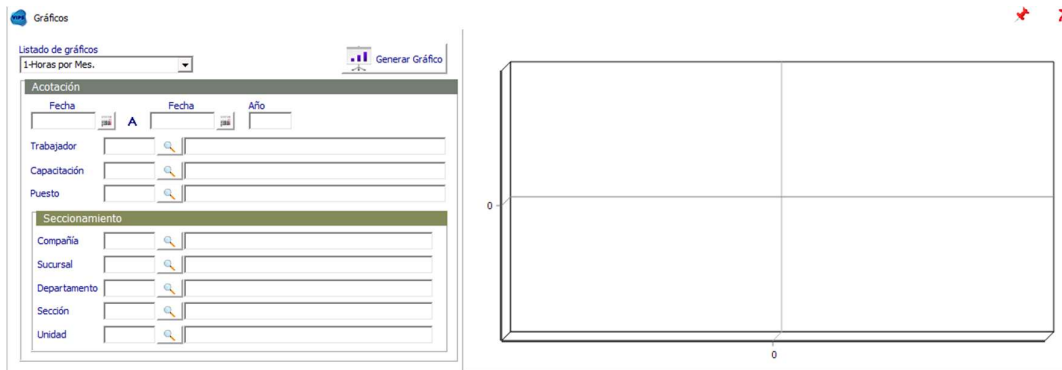 VIPS Gráficos
Listado de gráficos
1-Horas por Mes.
Generar Gráfico
Acotación
Fecha Fecha Año
A
Trabajador
Capacitación
Puesto
Seccionamiento
Compañía
Sucursal
Departamento
Sección
Unidad
0
0